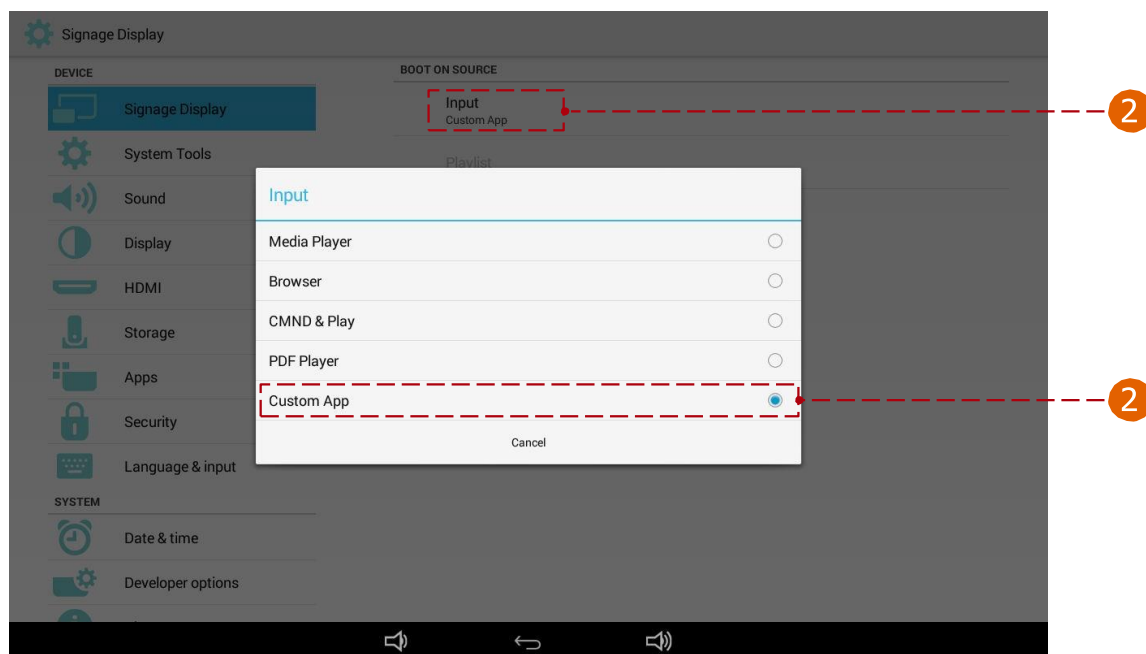 Signage Display
DEVICE
Signage Display
System Tools
Sound
Display
HDMI
Storage
Apps
Security
Language & input
SYSTEM
Date & time
Developer options
BOOT ON SOURCE
Input
Custom App
Playlist
Input
Media Player
Browser
CMND & Play
PDF Player
Custom App
Cancel
2
2